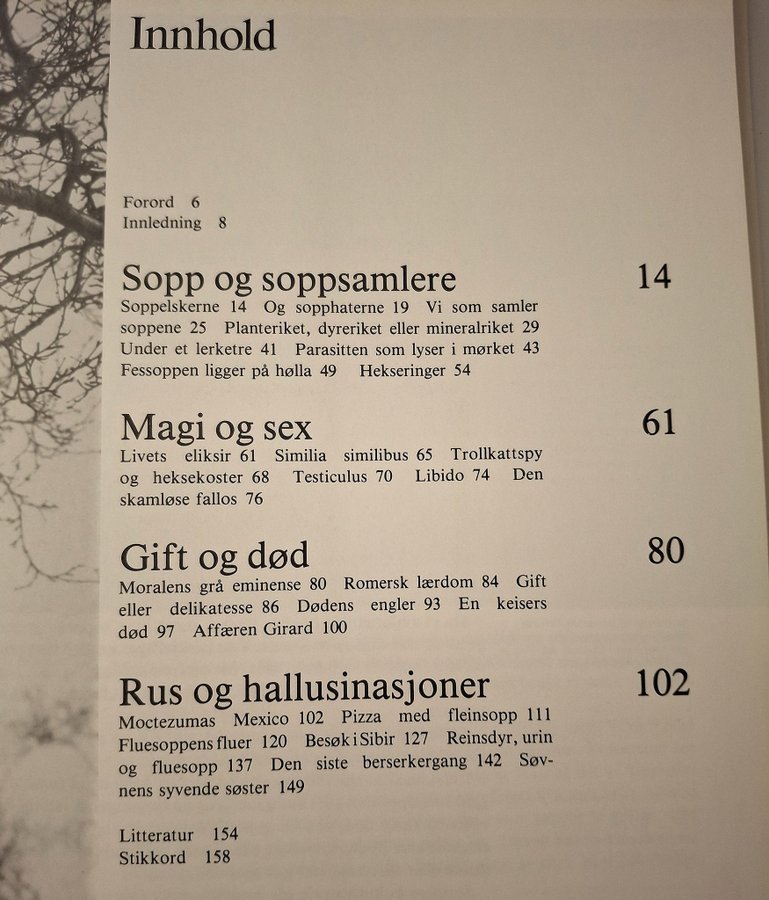 Innhold
Forord 6
Innledning 8
Sopp og soppsamlere 14
Soppelskerne 14 Og sopphaterne 19 Vi som samler
soppene 25 Planteriket, dyreriket eller mineralriket 29
Under et lerketre 41 Parasitten som lyser i mørket 43
Fessoppen ligger på hølla 49 Hekseringer 54
Magi og sex 61
Livets eliksir 61 Similia similibus 65 Trollkattspy
og heksekoster 68 Testiculus 70 Libido 74 Den
skamløse fallos 76
Gift og død 80
Moralens grå eminense 80 Romersk lærdom 84 Gift
eller delikatesse 86 Dødens engler 93 En keisers
død 97 Affæren Girard 100
Rus og hallusinasjoner 102
Moctezumas Mexico 102 Pizza med fleinsopp 111
Fluesoppens fluer 120 Besøk i Sibir 127 Reinsdyr, urin
og fluesopp 137 Den siste berserkergang 142 Søv-
nens syvende søster 149
Litteratur 154
Stikkord 158